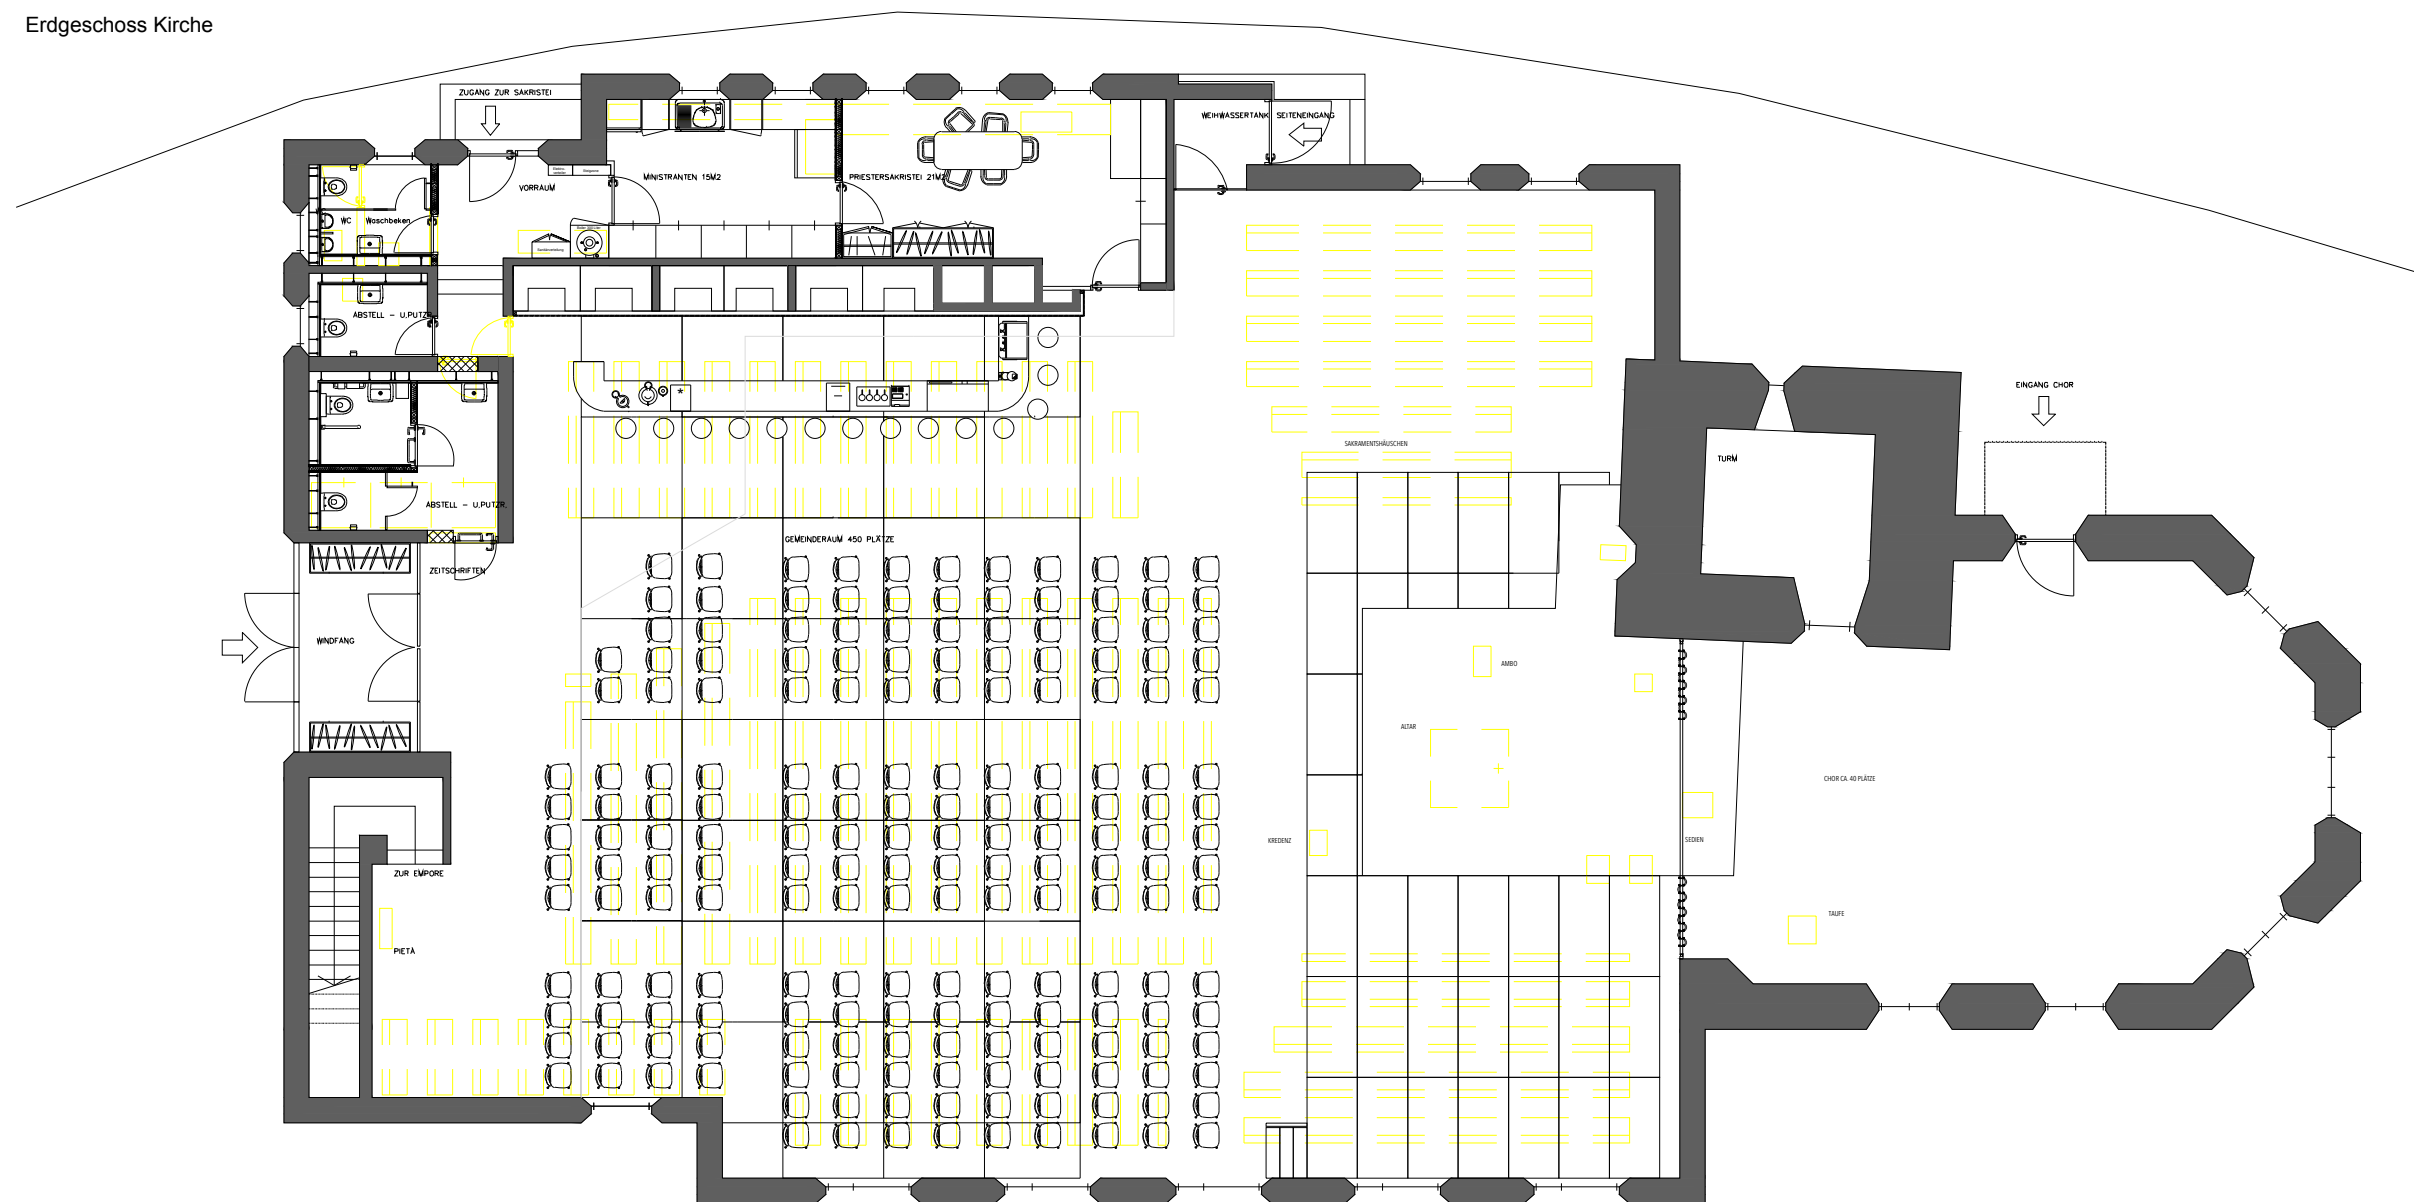 Erdgeschoss Kirche
ZUGANG ZUR SAKRISTEI
WEIHWASSERTANK
SEITENEINGANG
VORRAUM
MINISTRANTEN 15M2
PRIESTERSAKRISTEI 21M2
WC
Waschbeken
ABSTELL - U.PUTZR.
EINGANG CHOR
SAKRAMENTSHÄUSCHEN
TURM
ABSTELL - U.PUTZR.
GEMEINDERAUM 450 PLÄTZE
ZEITSCHRIFTEN
WINDFANG
AMBO
ALTAR
CHOR CA. 40 PLÄTZE
KREDENZ
SEDIEN
ZUR EMPORE
TAUFE
PIETÀ